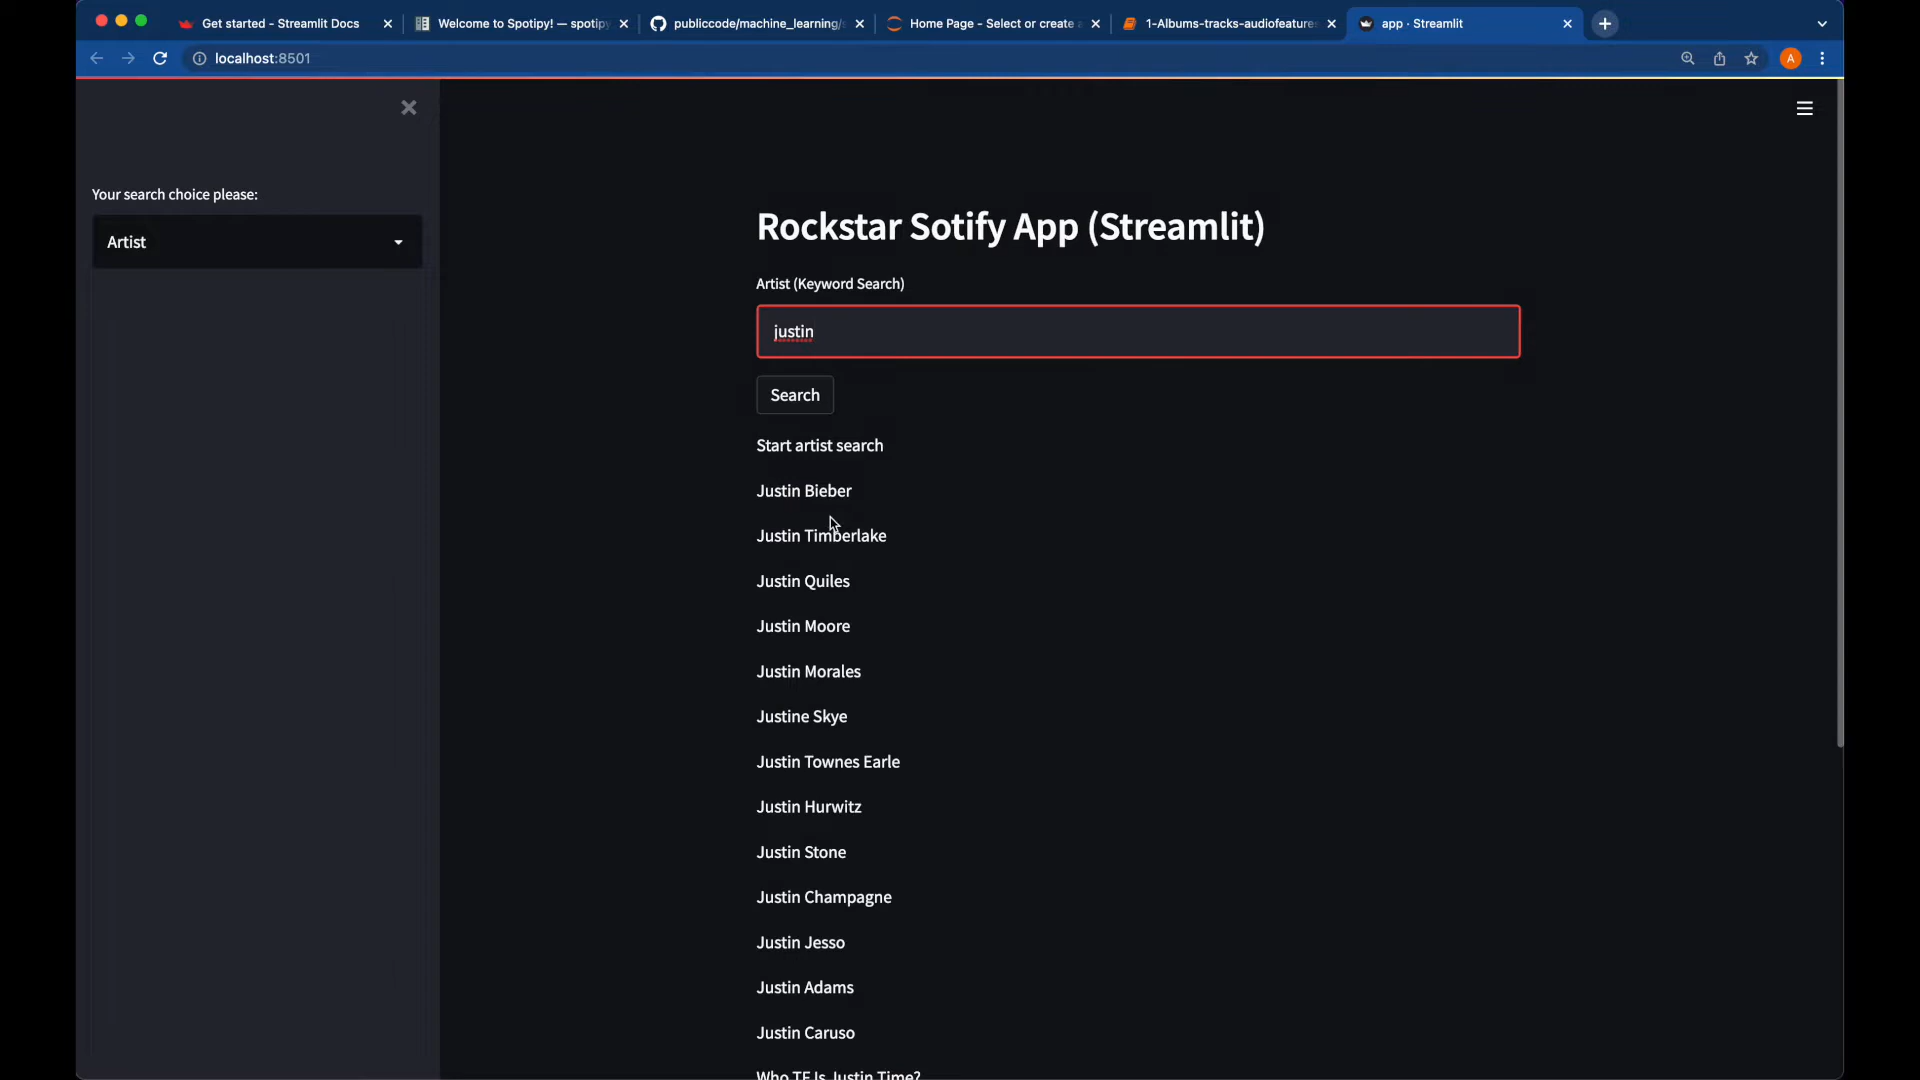 Get started - Streamlit Docs
Welcome to Spotipy! — spotipy
publiccode/machine_learning/
Home Page - Select or create
1-Albums-tracks-audiofeature
app · Streamlit
localhost:8501
A
Your search choice please:
Artist
Rockstar Sotify App (Streamlit)
Artist (Keyword Search)
justin
Search
Start artist search
Justin Bieber
Justin Timberlake
Justin Quiles
Justin Moore
Justin Morales
Justine Skye
Justin Townes Earle
Justin Hurwitz
Justin Stone
Justin Champagne
Justin Jesso
Justin Adams
Justin Caruso
Who TF Is Justin Time?